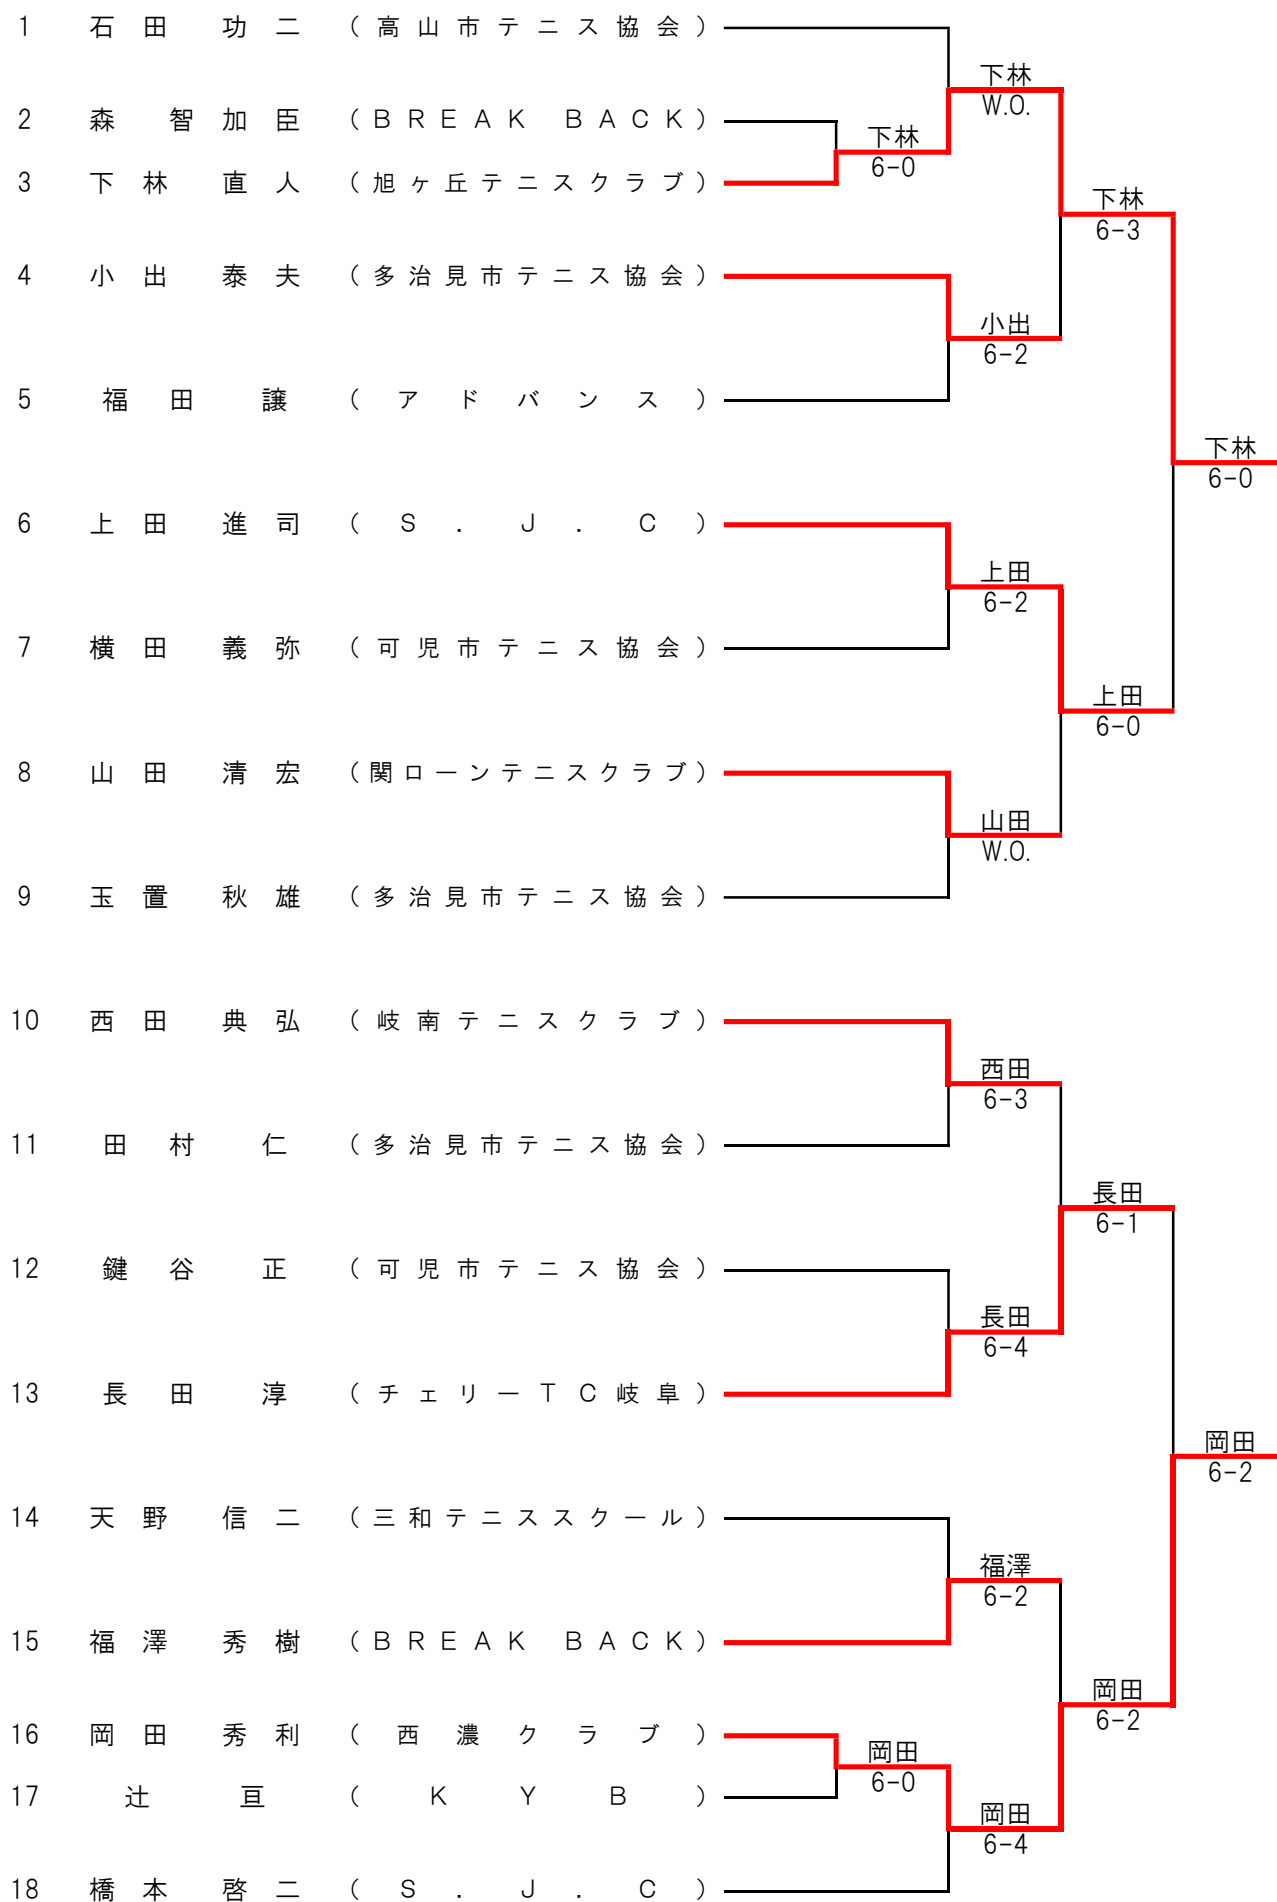 1 石田 功二 (高山市テニス協会)
下林
W.O.
2 森 智加臣 (BREAK BACK)
下林
6-0
3 下林 直人 (旭ヶ丘テニスクラブ)
下林
6-3
4 小出 泰夫 (多治見市テニス協会)
小出
6-2
5 福田 譲 (アドバンス)
下林
6-0
6 上田 進司 (S.J.C)
上田
6-2
7 横田 義弥 (可児市テニス協会)
上田
6-0
8 山田 清宏 (関ローンテニスクラブ)
山田
W.O.
9 玉置 秋雄 (多治見市テニス協会)
10 西田 典弘 (岐南テニスクラブ)
西田
6-3
11 田村 仁 (多治見市テニス協会)
長田
6-1
12 鍵谷 正 (可児市テニス協会)
長田
6-4
13 長田 淳 (チェリーTC岐阜)
岡田
6-2
14 天野 信二 (三和テニススクール)
福澤
6-2
15 福澤 秀樹 (BREAK BACK)
岡田
6-2
16 岡田 秀利 (西濃クラブ)
岡田
6-0
17 辻 亘 (KYB)
岡田
6-4
18 橋本 啓二 (S.J.C)